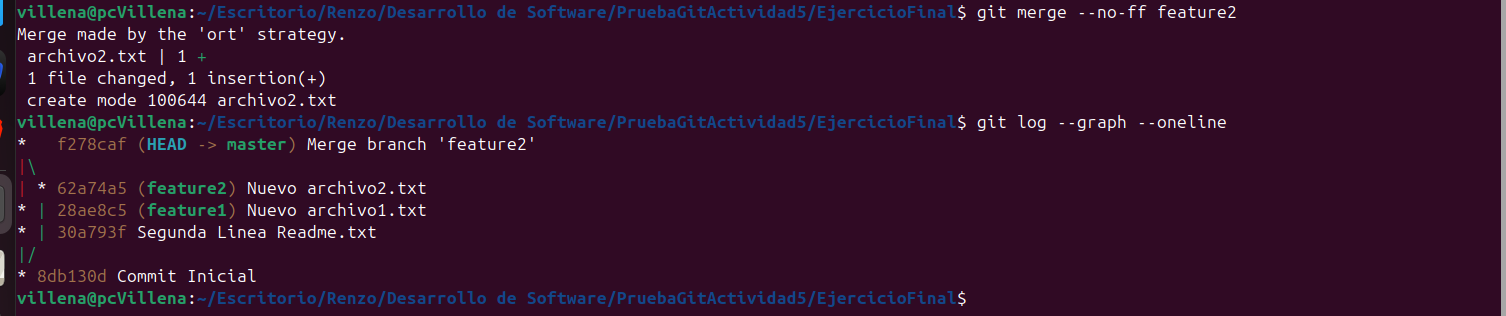 villena@pcVillena:~/Escritorio/Renzo/Desarrollo de Software/PruebaGitActividad5/EjercicioFinal$ git merge --no-ff feature2
Merge made by the 'ort' strategy.
 archivo2.txt | 1 +
 1 file changed, 1 insertion(+)
 create mode 100644 archivo2.txt
villena@pcVillena:~/Escritorio/Renzo/Desarrollo de Software/PruebaGitActividad5/EjercicioFinal$ git log --graph --oneline
*   f278caf (HEAD -> master) Merge branch 'feature2'
|\
| * 62a74a5 (feature2) Nuevo archivo2.txt
* | 28ae8c5 (feature1) Nuevo archivo1.txt
* | 30a793f Segunda Linea Readme.txt
|/
* 8db130d Commit Inicial
villena@pcVillena:~/Escritorio/Renzo/Desarrollo de Software/PruebaGitActividad5/EjercicioFinal$